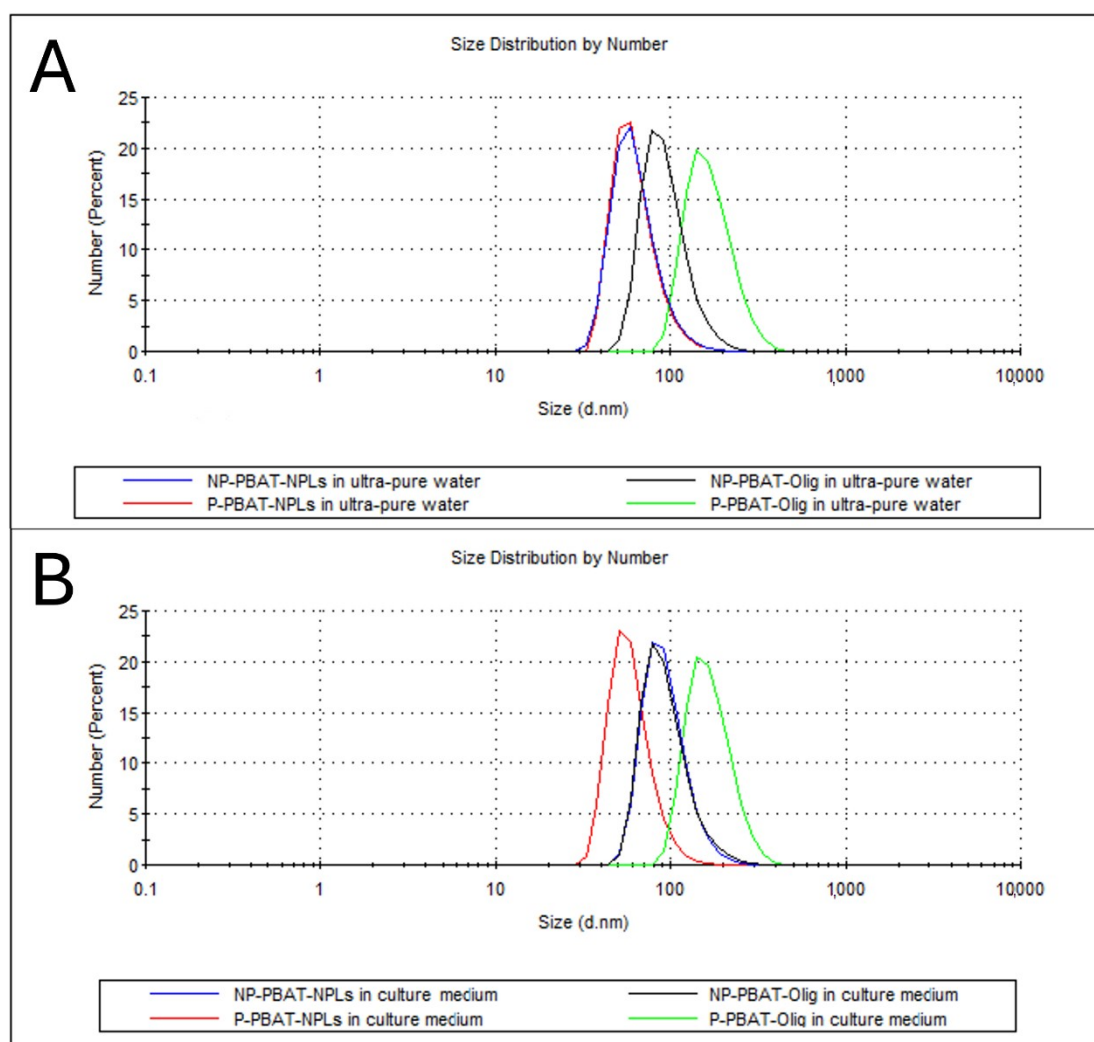 A
Size Distribution by Number
Number (Percent)
25
20
15
10
5
0
0.1 1 10 100 1,000 10,000
Size (d.nm)
NP-PBAT-NPLs in ultra-pure water NP-PBAT-Olig in ultra-pure water
P-PBAT-NPLs in ultra-pure water P-PBAT-Olig in ultra-pure water
B
Size Distribution by Number
Number (Percent)
25
20
15
10
5
0
0.1 1 10 100 1,000 10,000
Size (d.nm)
NP-PBAT-NPLs in culture medium NP-PBAT-Olig in culture medium
P-PBAT-NPLs in culture medium P-PBAT-Olig in culture medium